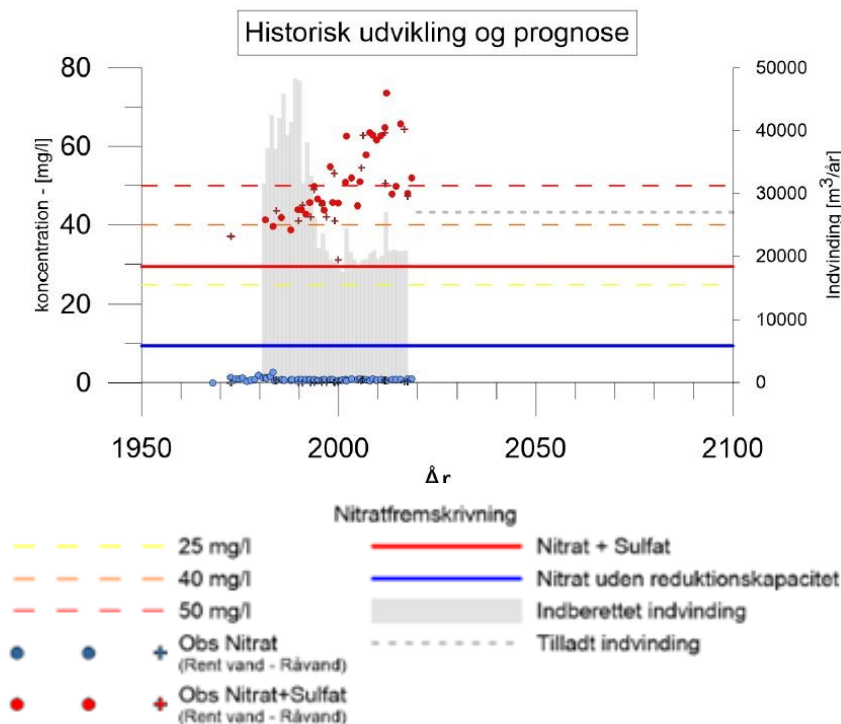 Historisk udvikling og prognose
80
60
40
20
0
koncentration - [mg/l]
50000
40000
30000
20000
10000
0
Indvinding [m³/år]
1950
2000
2050
2100
År
Nitratfremskrivning
25 mg/l
40 mg/l
50 mg/l
Obs Nitrat
(Rent vand - Råvand)
Obs Nitrat+Sulfat
(Rent vand - Råvand)
Nitrat + Sulfat
Nitrat uden reduktionskapacitet
Indberettet indvinding
Tilladt indvinding